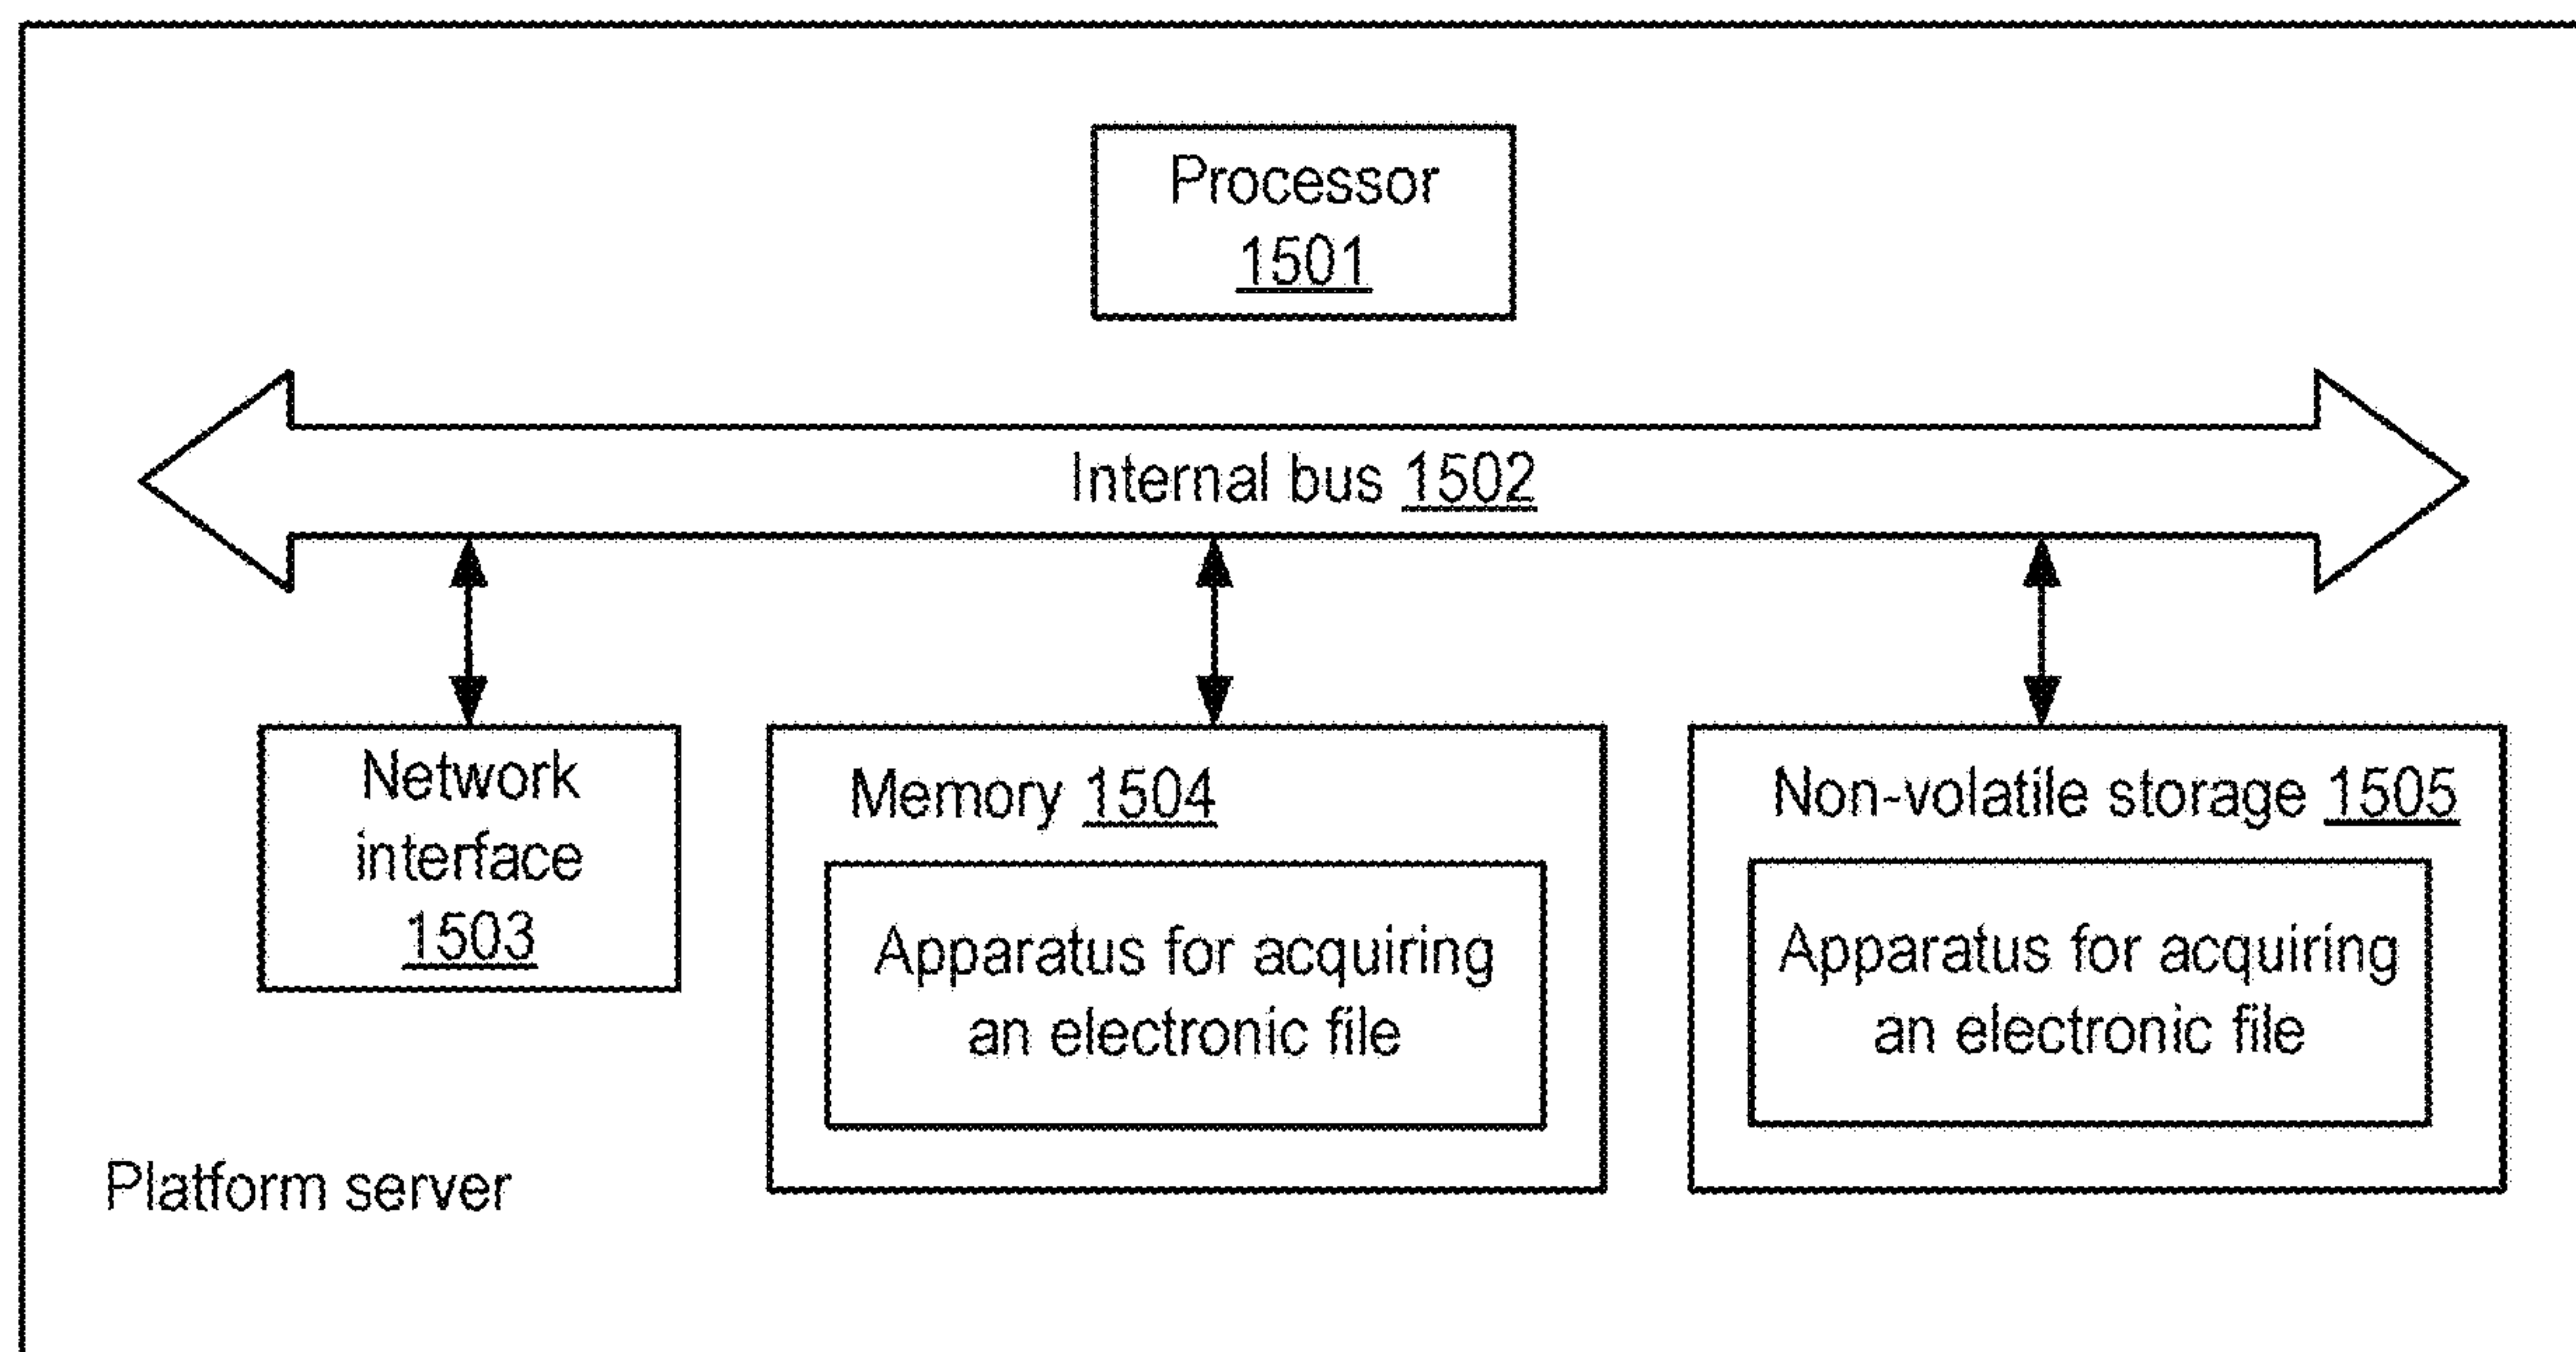 Processor
1501
Internal bus 1502
Network
interface
1503
Memory 1504
Apparatus for acquiring
an electronic file
Non-volatile storage 1505
Apparatus for acquiring
an electronic file
Platform server